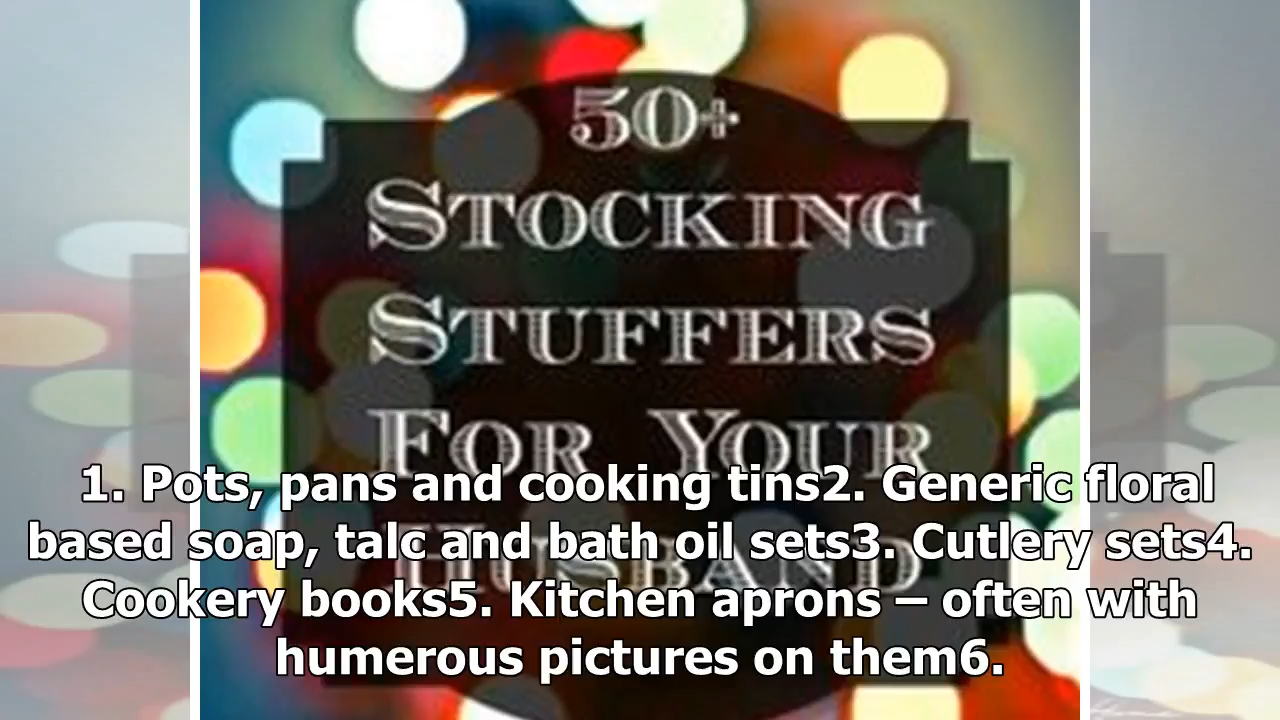 50+
STOCKING
STUFFERS
FOR YOUR
HUSBAND
1. Pots, pans and cooking tins2. Generic floral
based soap, talc and bath oil sets3. Cutlery sets4.
Cookery books5. Kitchen aprons – often with
humerous pictures on them6.